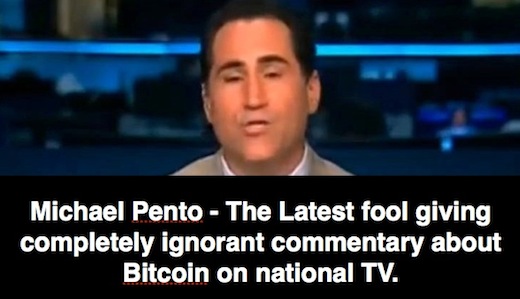 Michael Pento - The Latest fool giving
completely ignorant commentary about
Bitcoin on national TV.